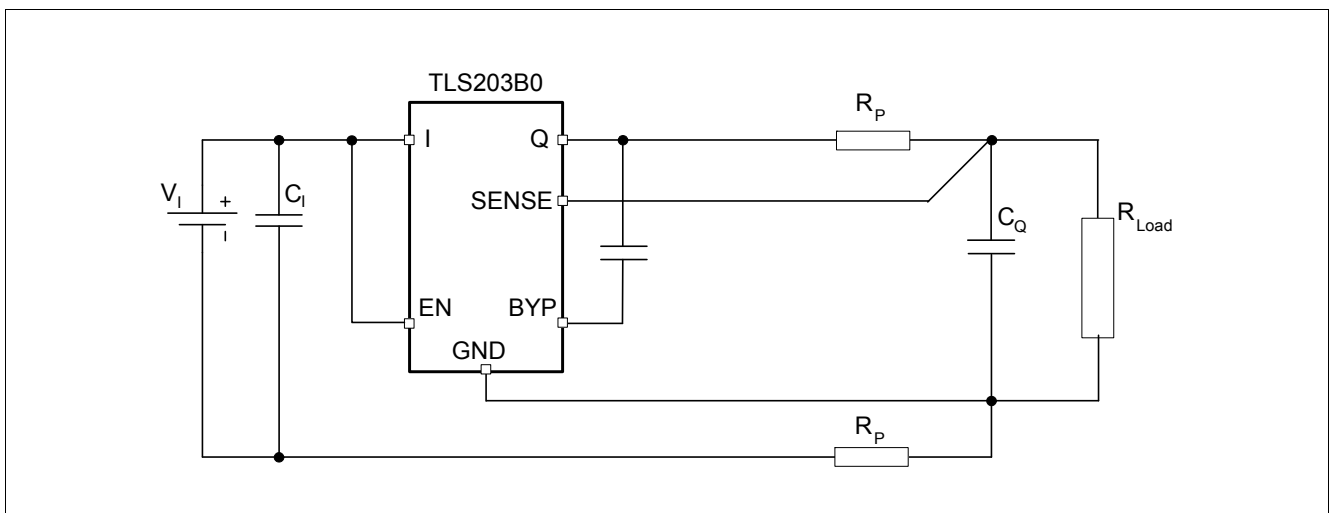 TLS203B0
R_P
I
Q
V_I
+
C_I
SENSE
C_Q
R_Load
I
EN
BYP
GND
R_P